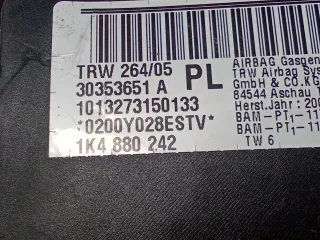 AIRBAG Gasgen
TRW 264/05 PL TRW Airbag Sys
30353651 A GmbH & CO.KG
84544 Aschau
1013273150133 Herst.Jahr: 200
*0200Y028ESTV* BAM-PT1-11
BAM-PT1-11
1K4 880 242 TW 6